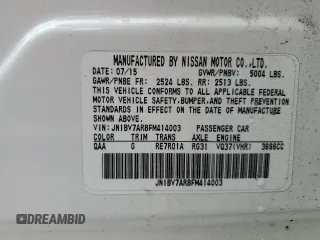 MANUFACTURED BY NISSAN MOTOR CO.,LTD.
DATE: 07/15 GVWR/PNBV: 5004 LBS.
GAWR/PNBE FR: 2524 LBS. RR: 2513 LBS.
THIS VEHICLE CONFORMS TO ALL APPLICABLE
FEDERAL MOTOR VEHICLE SAFETY,BUMPER,AND THEFT PREVENTION
STANDARDS IN EFFECT ON THE DATE OF
MANUFACTURE SHOWN ABOVE.
VIN: JN1BV7AR8FM414003 PASSENGER CAR
COLOR TRIM TRANS AXLE ENGINE
QAA G RE7R01A RG31 VQ37(VHR) 3696CC
JN1BV7AR8FM414003
DREAMBID